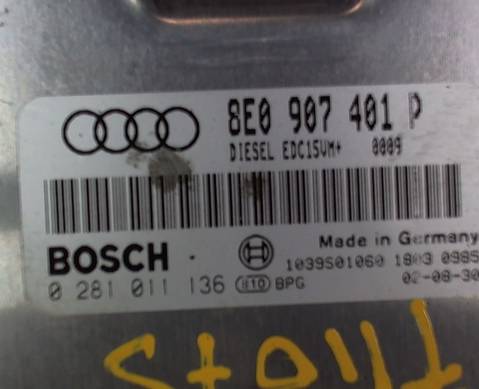 8E0 907 401 P
DIESEL EDC15VM+ 0009
BOSCH
Made in Germany
1039S01060 1803 0985
0 281 011 136 BPG
02-08-30